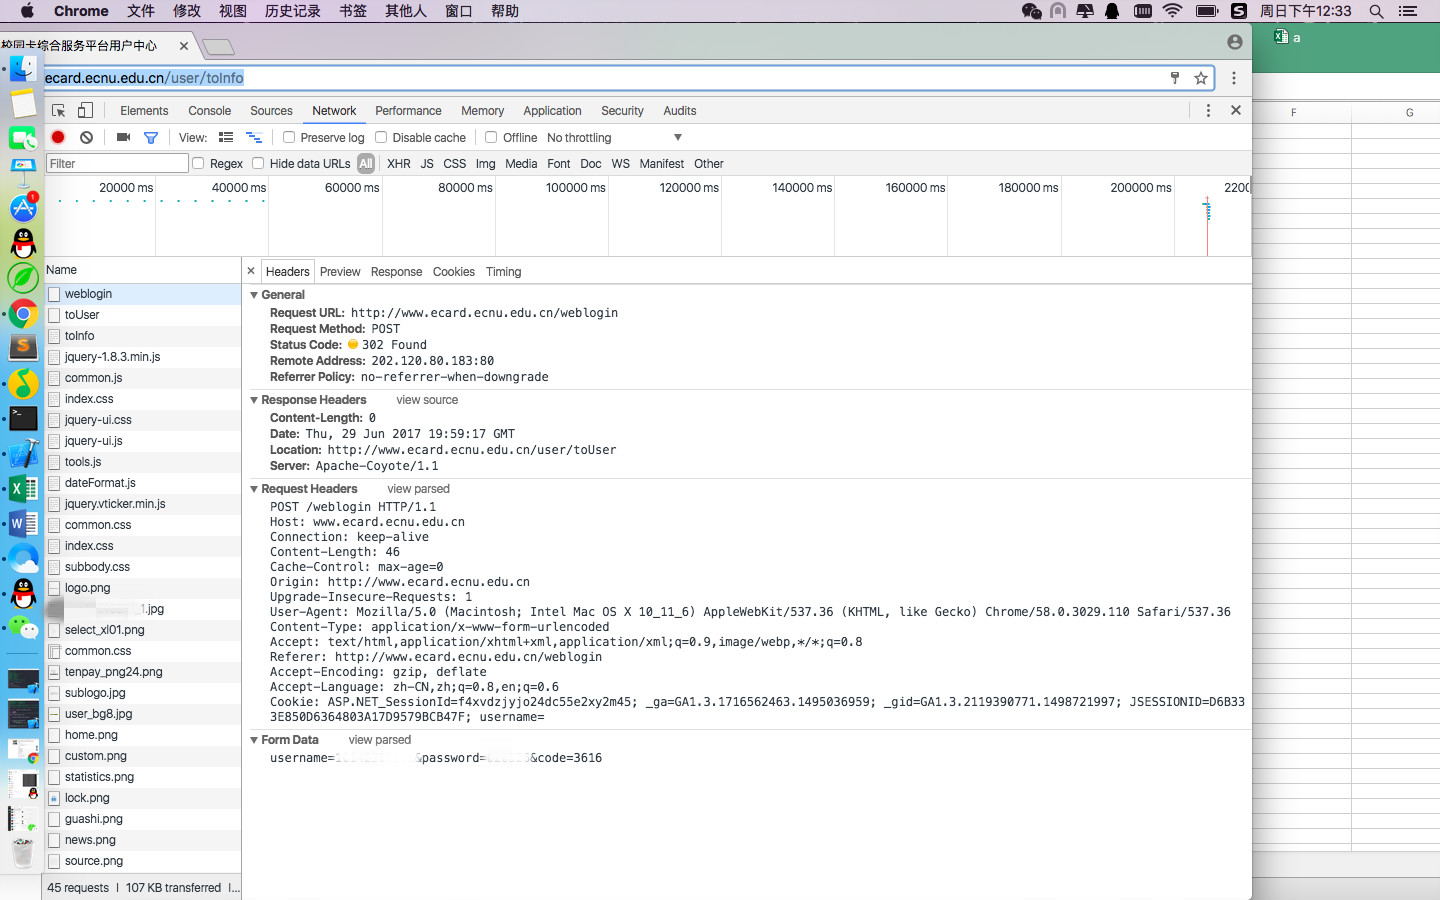 Chrome 文件 修改 视图 历史记录 书签 其他人 窗口 帮助 周日下午12:33
校园卡综合服务平台用户中心
a
ecard.ecnu.edu.cn/user/toInfo
Elements Console Sources Network Performance Memory Application Security Audits
View: Preserve log Disable cache Offline No throttling
Filter Regex Hide data URLs All XHR JS CSS Img Media Font Doc WS Manifest Other
20000 ms 40000 ms 60000 ms 80000 ms 100000 ms 120000 ms 140000 ms 160000 ms 180000 ms 200000 ms 220
F G
Name
weblogin
toUser
toInfo
jquery-1.8.3.min.js
common.js
index.css
jquery-ui.css
jquery-ui.js
tools.js
dateFormat.js
jquery.vticker.min.js
common.css
index.css
subbody.css
logo.png
_1.jpg
select_xl01.png
common.css
tenpay_png24.png
sublogo.jpg
user_bg8.jpg
home.png
custom.png
statistics.png
lock.png
guashi.png
news.png
source.png
45 requests | 107 KB transferred |...
Headers Preview Response Cookies Timing
General
Request URL: http://www.ecard.ecnu.edu.cn/weblogin
Request Method: POST
Status Code: 302 Found
Remote Address: 202.120.80.183:80
Referrer Policy: no-referrer-when-downgrade
Response Headers view source
Content-Length: 0
Date: Thu, 29 Jun 2017 19:59:17 GMT
Location: http://www.ecard.ecnu.edu.cn/user/toUser
Server: Apache-Coyote/1.1
Request Headers view parsed
POST /weblogin HTTP/1.1
Host: www.ecard.ecnu.edu.cn
Connection: keep-alive
Content-Length: 46
Cache-Control: max-age=0
Origin: http://www.ecard.ecnu.edu.cn
Upgrade-Insecure-Requests: 1
User-Agent: Mozilla/5.0 (Macintosh; Intel Mac OS X 10_11_6) AppleWebKit/537.36 (KHTML, like Gecko) Chrome/58.0.3029.110 Safari/537.36
Content-Type: application/x-www-form-urlencoded
Accept: text/html,application/xhtml+xml,application/xml;q=0.9,image/webp,*/*;q=0.8
Referer: http://www.ecard.ecnu.edu.cn/weblogin
Accept-Encoding: gzip, deflate
Accept-Language: zh-CN,zh;q=0.8,en;q=0.6
Cookie: ASP.NET_SessionId=f4xvdzjyjo24dc55e2xy2m45; _ga=GA1.3.1716562463.1495036959; _gid=GA1.3.2119390771.1498721997; JSESSIONID=D6B33
3E850D6364803A17D9579BCB47F; username=
Form Data view parsed
username= &password= &code=3616